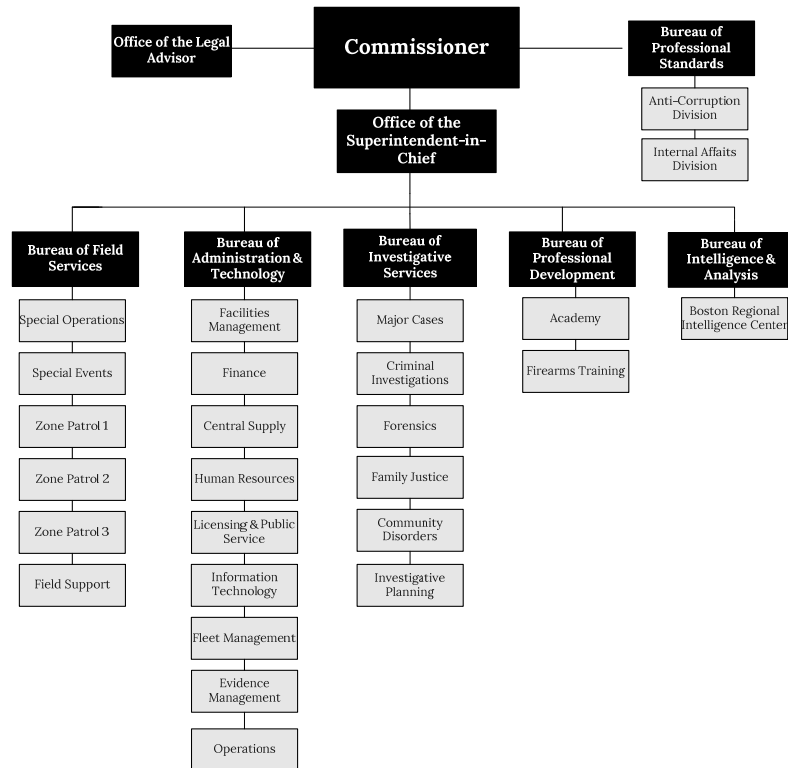 Office of the Legal
Advisor
Commissioner
Bureau of
Professional
Standards
Anti-Corruption
Division
Internal Affaits
Division
Office of the
Superintendent-in-
Chief
Bureau of Field
Services
Special Operations
Special Events
Zone Patrol 1
Zone Patrol 2
Zone Patrol 3
Field Support
Bureau of
Administration &
Technology
Facilities
Management
Finance
Central Supply
Human Resources
Licensing & Public
Service
Information
Technology
Fleet Management
Evidence
Management
Operations
Bureau of
Investigative
Services
Major Cases
Criminal
Investigations
Forensics
Family Justice
Community
Disorders
Investigative
Planning
Bureau of
Professional
Development
Academy
Firearms Training
Bureau of
Intelligence &
Analysis
Boston Regional
Intelligence Center